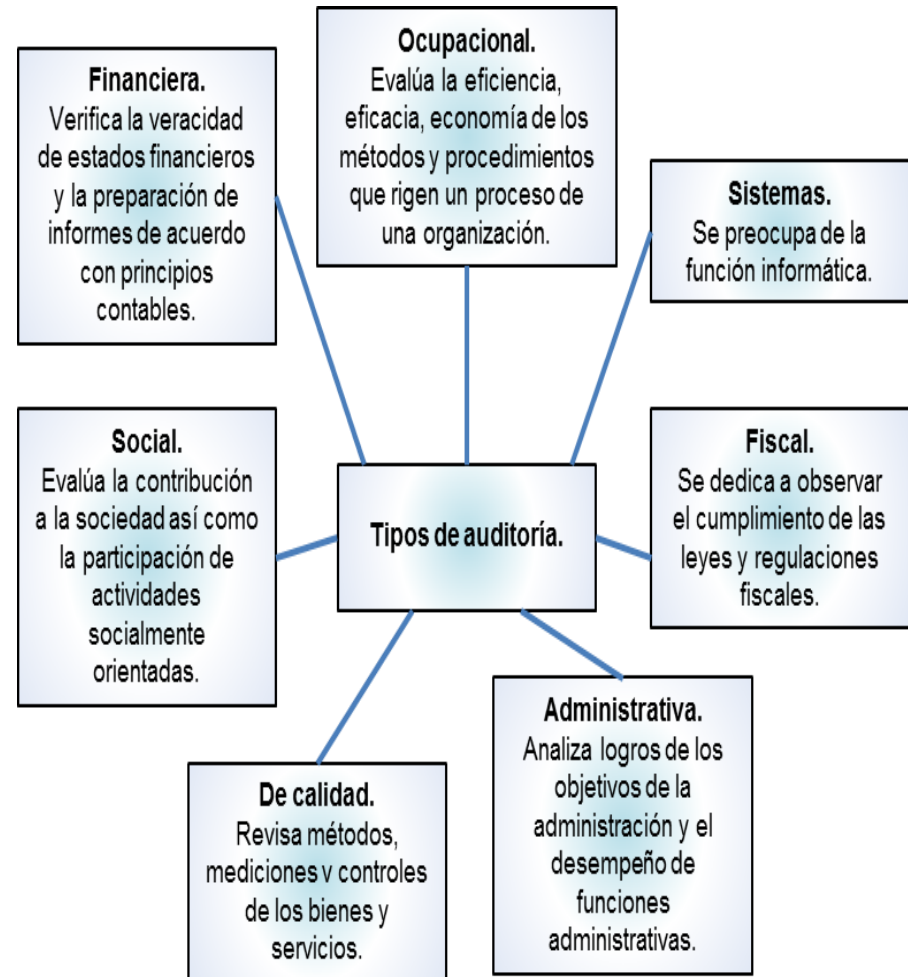 Ocupacional.
Evalúa la eficiencia,
eficacia, economía de los
métodos y procedimientos
que rigen un proceso de
una organización.
Financiera.
Verifica la veracidad
de estados financieros
y la preparación de
informes de acuerdo
con principios
contables.
Sistemas.
Se preocupa de la
función informática.
Social.
Evalúa la contribución
a la sociedad así como
la participación de
actividades
socialmente
orientadas.
Tipos de auditoría.
Fiscal.
Se dedica a observar
el cumplimiento de las
leyes y regulaciones
fiscales.
De calidad.
Revisa métodos,
mediciones y controles
de los bienes y
servicios.
Administrativa.
Analiza logros de los
objetivos de la
administración y el
desempeño de
funciones
administrativas.